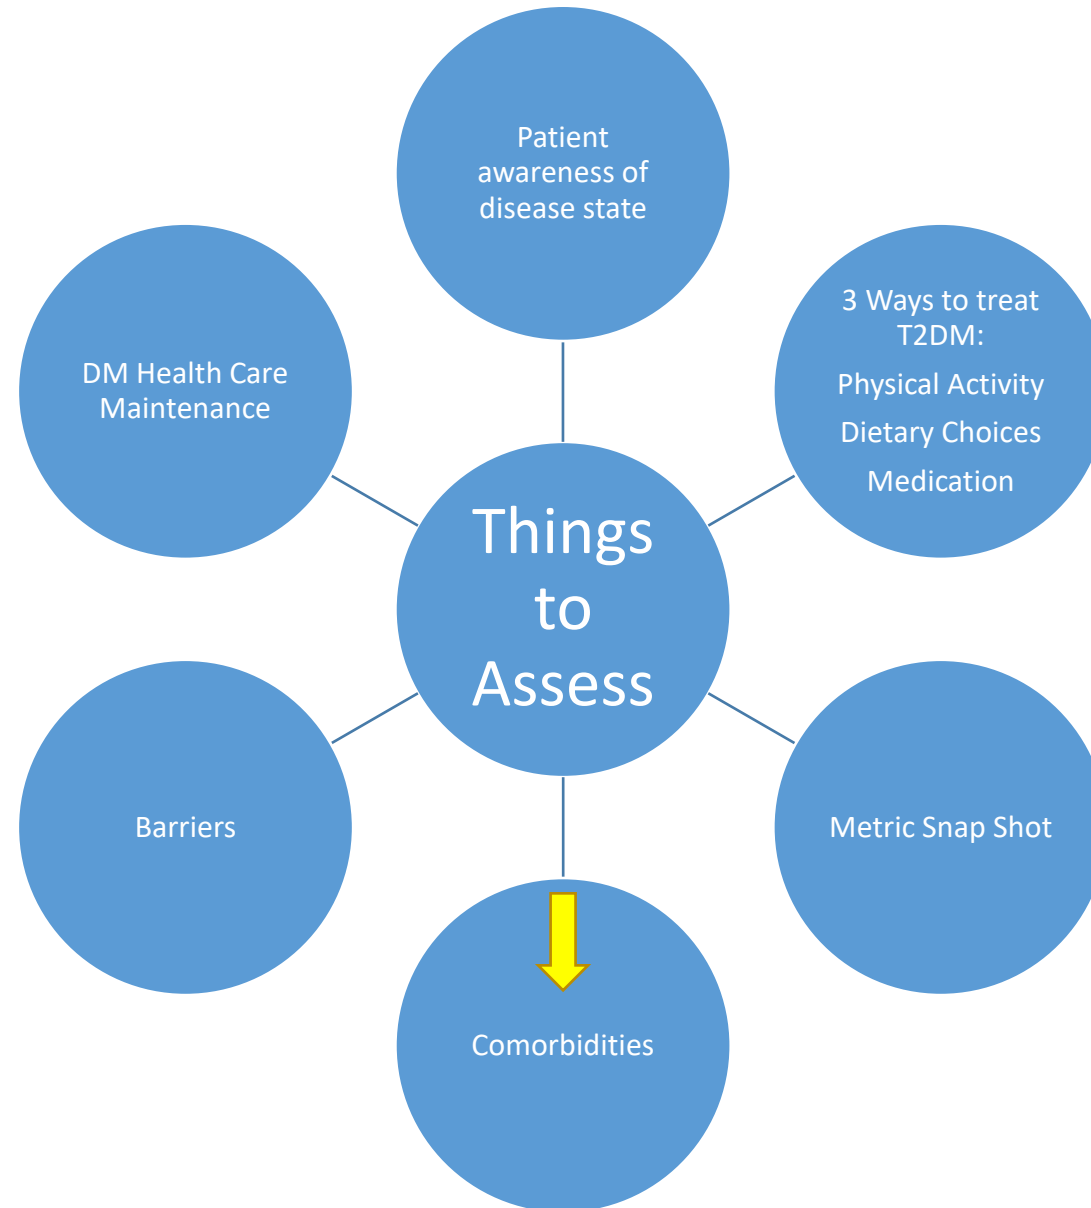 Patient
awareness of
disease state
3 Ways to treat
T2DM:
Physical Activity
Dietary Choices
Medication
DM Health Care
Maintenance
Things
to
Assess
Barriers
Metric Snap Shot
Comorbidities